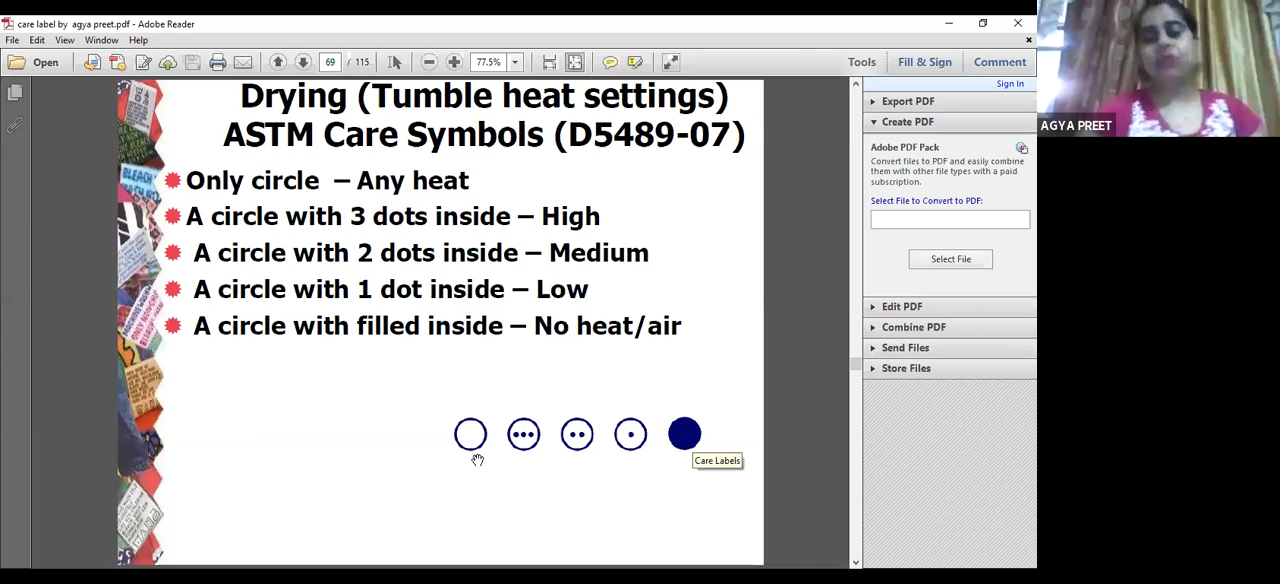 care label by agya preet.pdf - Adobe Reader
File Edit View Window Help
Open 69 / 115 77.5% Tools Fill & Sign Comment
Sign In
Drying (Tumble heat settings)
ASTM Care Symbols (D5489-07)
Only circle – Any heat
A circle with 3 dots inside – High
A circle with 2 dots inside – Medium
A circle with 1 dot inside – Low
A circle with filled inside – No heat/air
Care Labels
Export PDF
Create PDF
Adobe PDF Pack
Convert files to PDF and easily combine
them with other file types with a paid
subscription.
Select File to Convert to PDF:
Select File
Edit PDF
Combine PDF
Send Files
Store Files
AGYA PREET
BLEACH